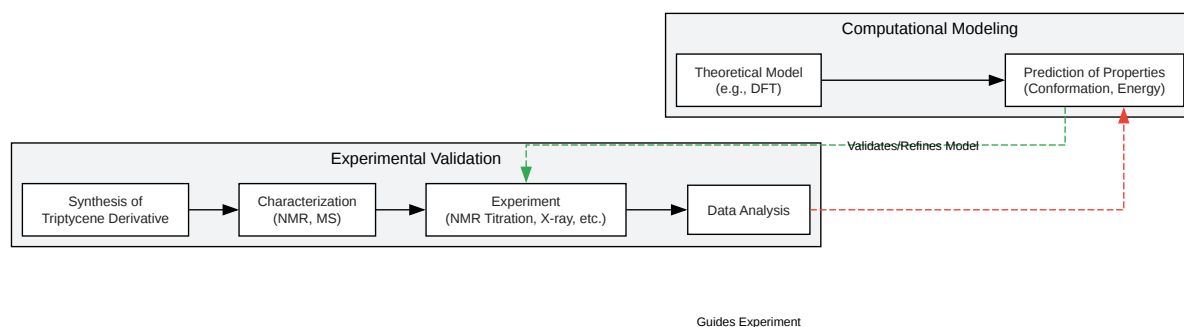 Computational Modeling
Theoretical Model
(e.g., DFT)
Prediction of Properties
(Conformation, Energy)
Validates/Refines Model
Experimental Validation
Synthesis of
Triptycene Derivative
Characterization
(NMR, MS)
Experiment
(NMR Titration, X-ray, etc.)
Data Analysis
Guides Experiment